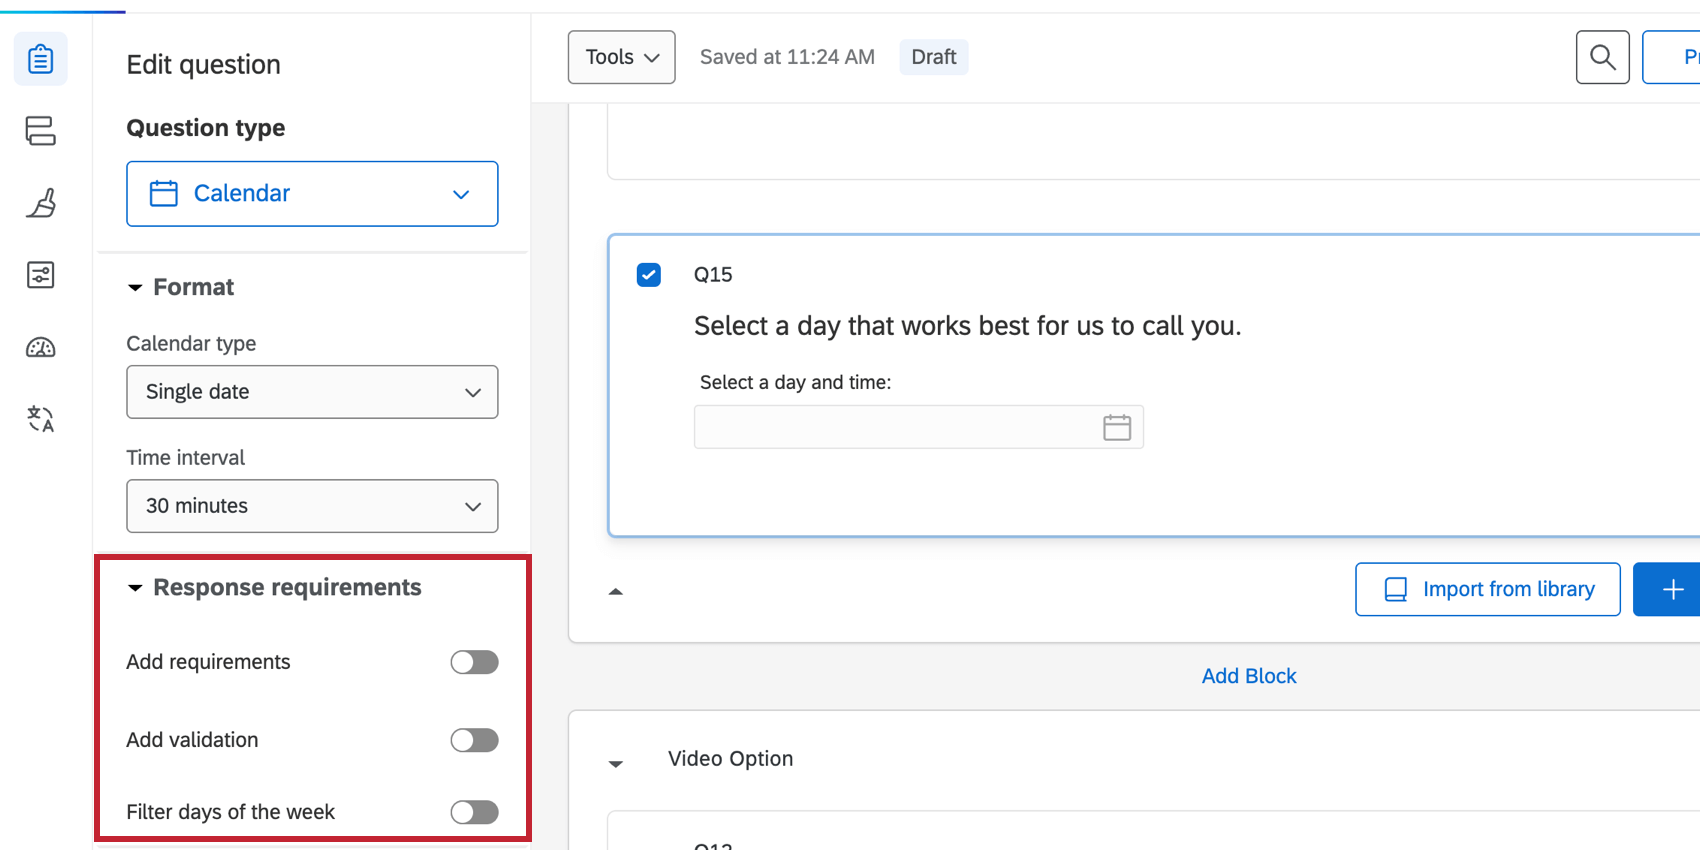 Edit question
Question type
Calendar
Format
Calendar type
Single date
Time interval
30 minutes
Response requirements
Add requirements
Add validation
Filter days of the week
Tools
Saved at 11:24 AM
Draft
Q15
Select a day that works best for us to call you.
Select a day and time:
Import from library
Add Block
Video Option